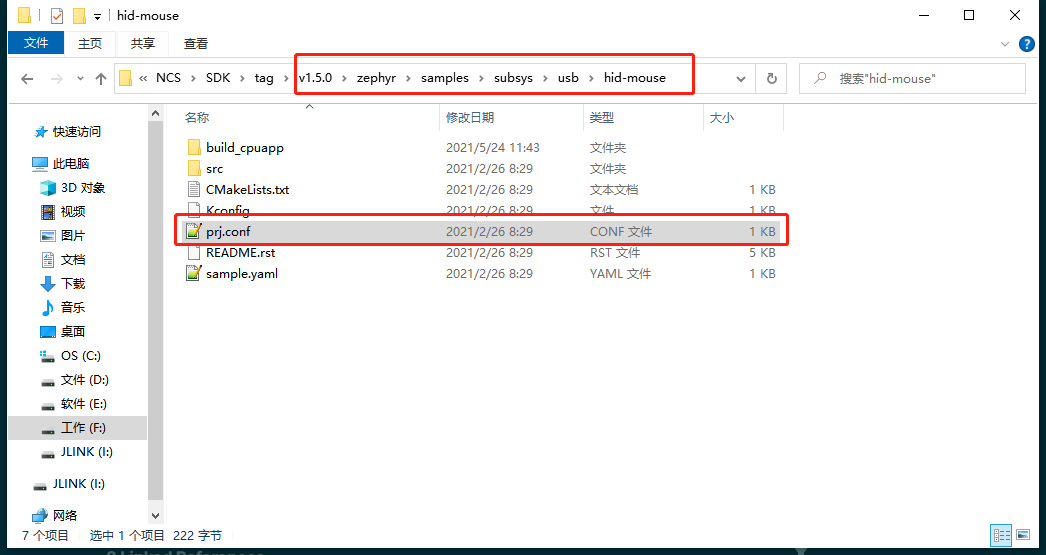 hid-mouse
文件 主页 共享 查看
« NCS › SDK › tag › v1.5.0 › zephyr › samples › subsys › usb › hid-mouse
搜索"hid-mouse"
名称 修改日期 类型 大小
快速访问
此电脑
3D 对象
视频
图片
文档
下载
音乐
桌面
OS (C:)
文件 (D:)
软件 (E:)
工作 (F:)
JLINK (I:)
JLINK (I:)
网络
build_cpuapp 2021/5/24 11:43 文件夹
src 2021/2/26 8:29 文件夹
CMakeLists.txt 2021/2/26 8:29 文本文档 1 KB
Kconfig 2021/2/26 8:29 文件 1 KB
prj.conf 2021/2/26 8:29 CONF 文件 1 KB
README.rst 2021/2/26 8:29 RST 文件 5 KB
sample.yaml 2021/2/26 8:29 YAML 文件 1 KB
7 个项目 选中 1 个项目 222 字节